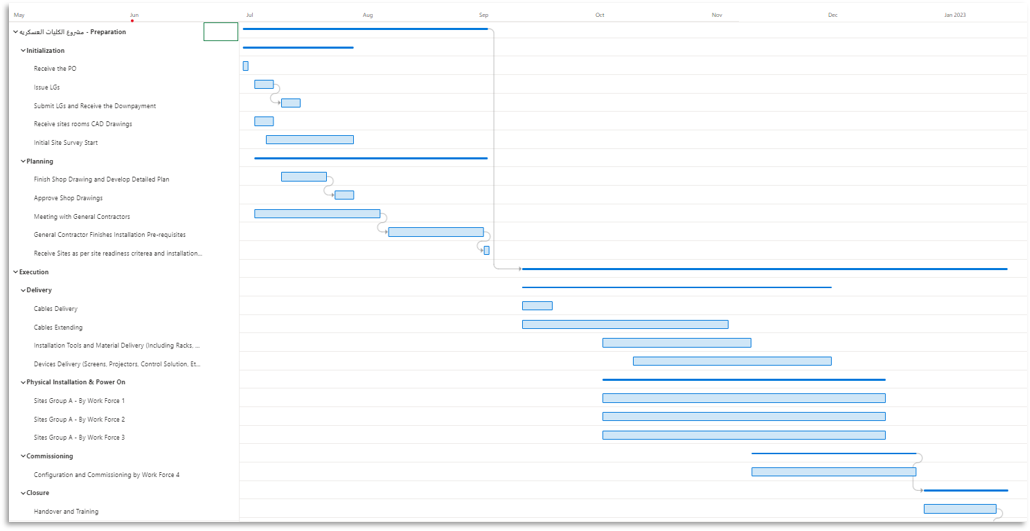 May Jun Jul Aug Sep Oct Nov Dec Jan 2023
مشروع الكليات العسكرية - Preparation
Initialization
Receive the PO
Issue LGs
Submit LGs and Receive the Downpayment
Receive sites rooms CAD Drawings
Initial Site Survey Start
Planning
Finish Shop Drawing and Develop Detailed Plan
Approve Shop Drawings
Meeting with General Contractors
General Contractor Finishes Installation Pre-requisites
Receive Sites as per site readiness criterea and installation...
Execution
Delivery
Cables Delivery
Cables Extending
Installation Tools and Material Delivery (Including Racks, ...
Devices Delivery (Screens, Projectors, Control Solution, Et...
Physical Installation & Power On
Sites Group A - By Work Force 1
Sites Group A - By Work Force 2
Sites Group A - By Work Force 3
Commissioning
Configuration and Commissioning by Work Force 4
Closure
Handover and Training